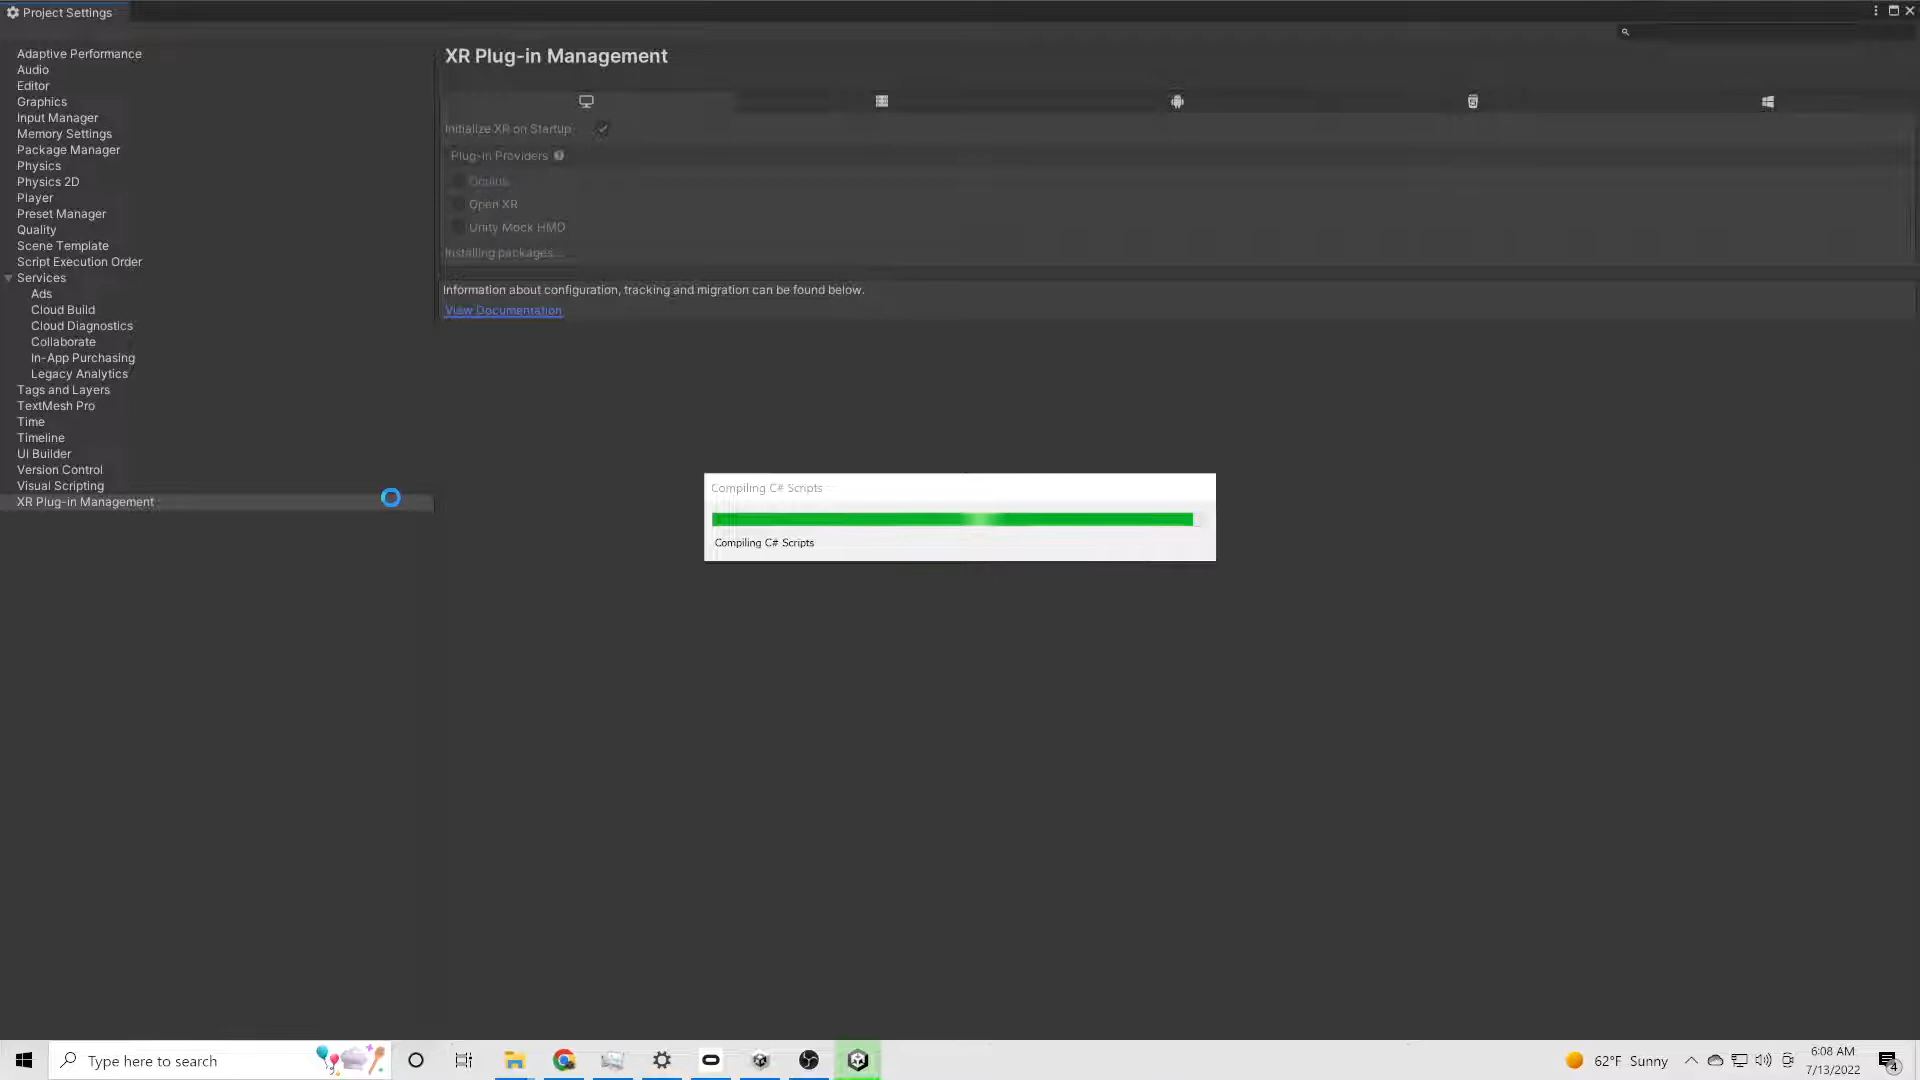 Project Settings
Adaptive Performance
Audio
Editor
Graphics
Input Manager
Memory Settings
Package Manager
Physics
Physics 2D
Player
Preset Manager
Quality
Scene Template
Script Execution Order
Services
Ads
Cloud Build
Cloud Diagnostics
Collaborate
In-App Purchasing
Legacy Analytics
Tags and Layers
TextMesh Pro
Time
Timeline
UI Builder
Version Control
Visual Scripting
XR Plug-in Management
XR Plug-in Management
Initialize XR on Startup
Plug-in Providers
Oculus
Open XR
Unity Mock HMD
Installing packages...
Information about configuration, tracking and migration can be found below.
View Documentation
Compiling C# Scripts
Compiling C# Scripts
Type here to search
62°F Sunny
6:08 AM
7/13/2022
4